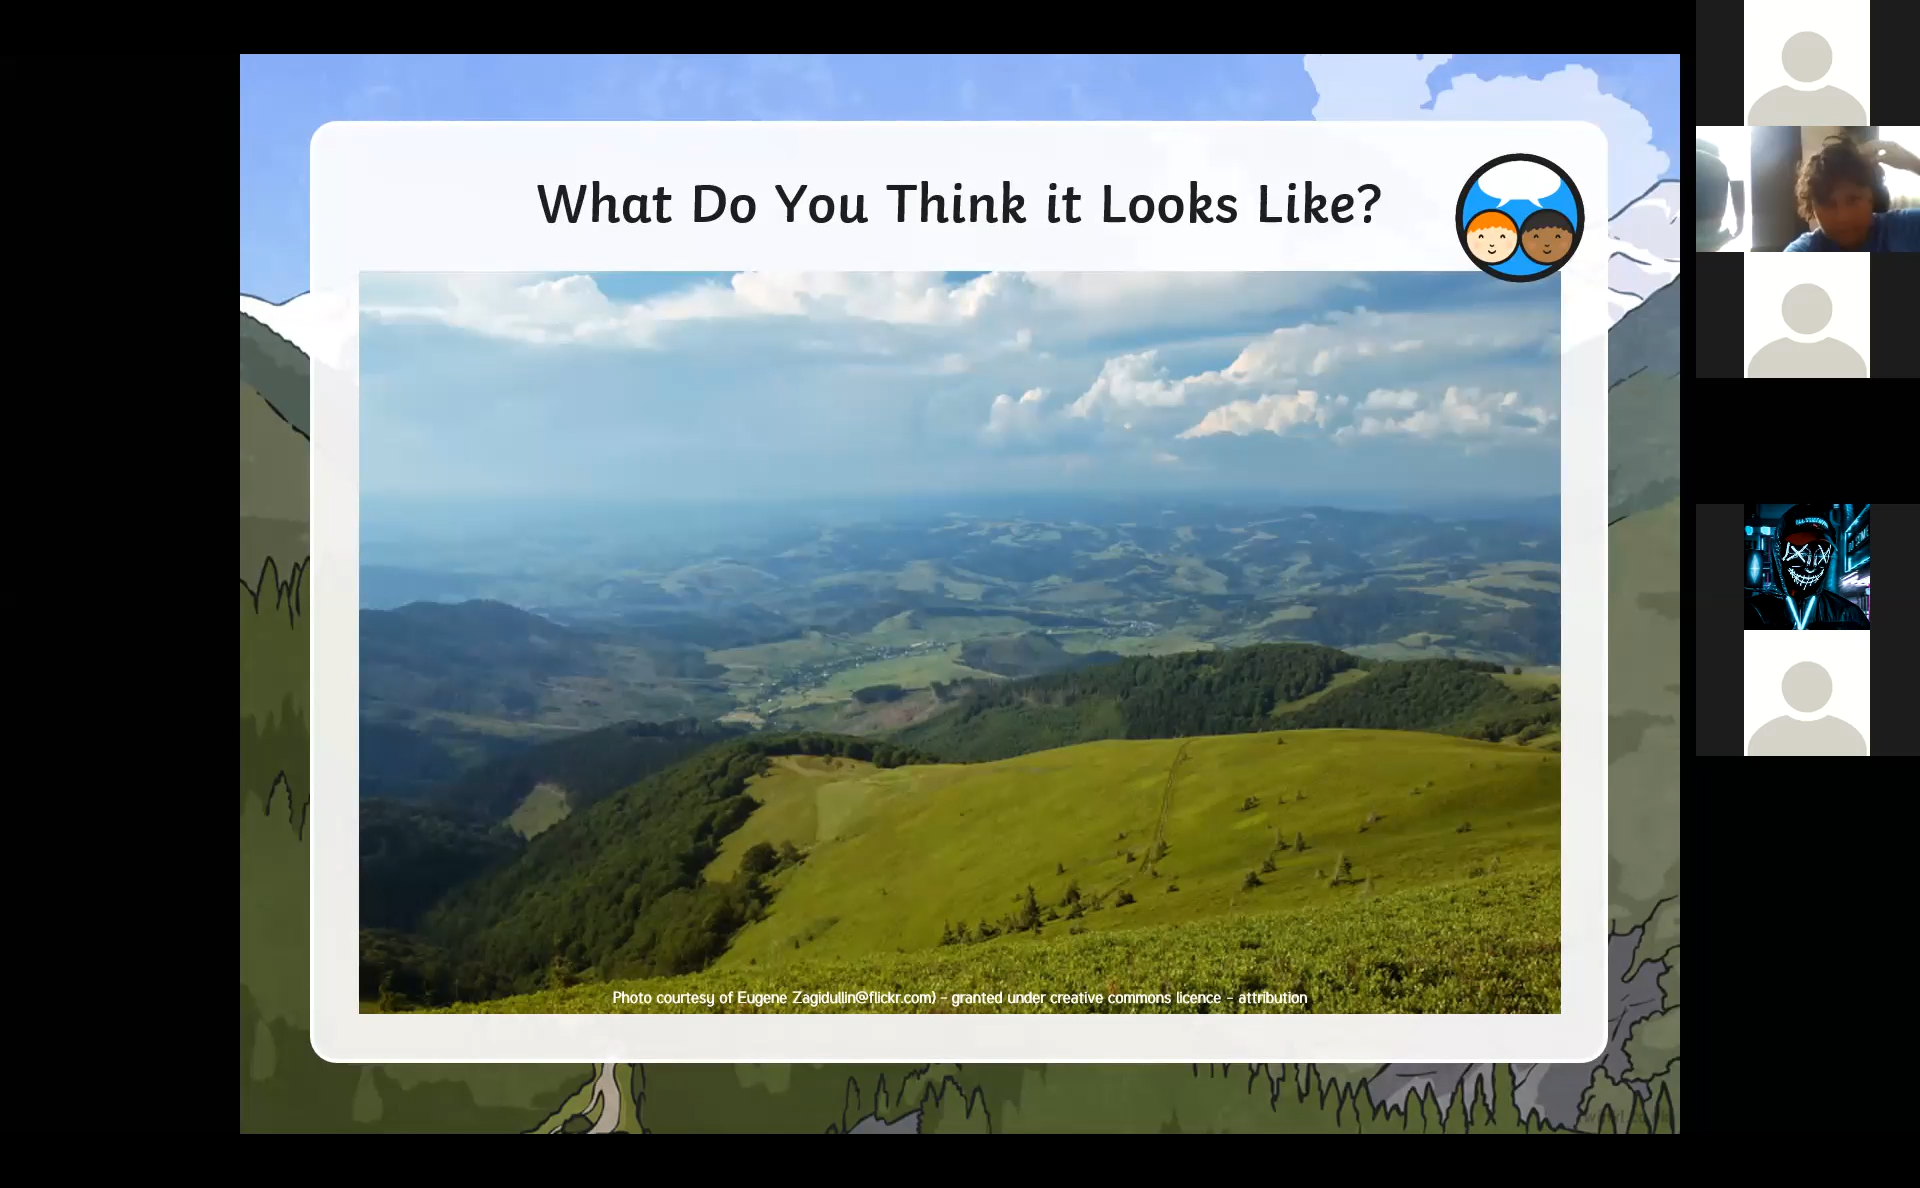 What Do You Think it Looks Like?
Photo courtesy of Eugene Zagidullin@flickr.com) - granted under creative commons licence - attribution